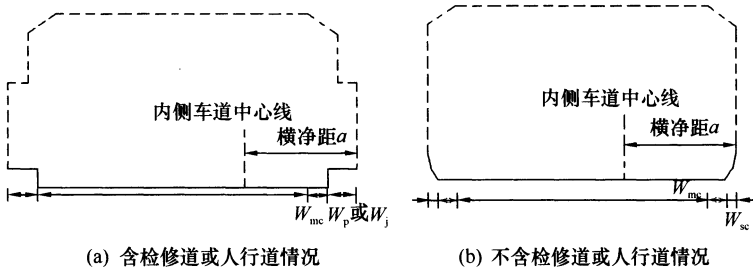 内侧车道中心线
横净距a
Wmc Wp或Wj
(a) 含检修道或人行道情况
内侧车道中心线
横净距a
Wmc
Wsc
(b) 不含检修道或人行道情况